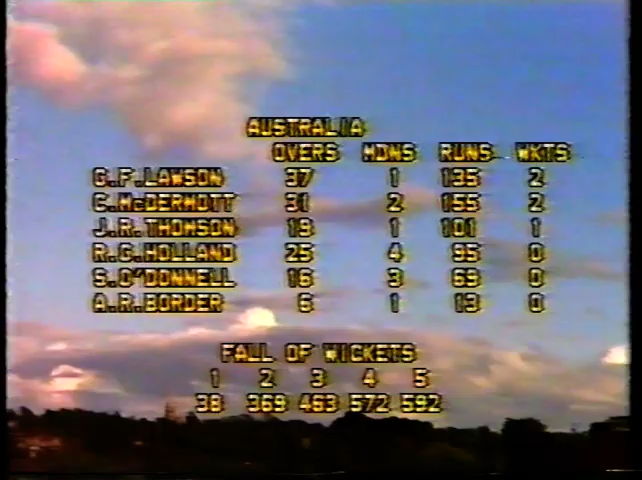 AUSTRALIA
OVERS MDNS RUNS WKTS
G.F.LAWSON 37 1 135 2
C.McDERMOTT 31 2 155 2
J.R.THOMSON 19 1 101 1
R.G.HOLLAND 25 4 95 0
S.O'DONNELL 16 3 69 0
A.R.BORDER 6 1 13 0
FALL OF WICKETS
1 2 3 4 5
38 369 463 572 592